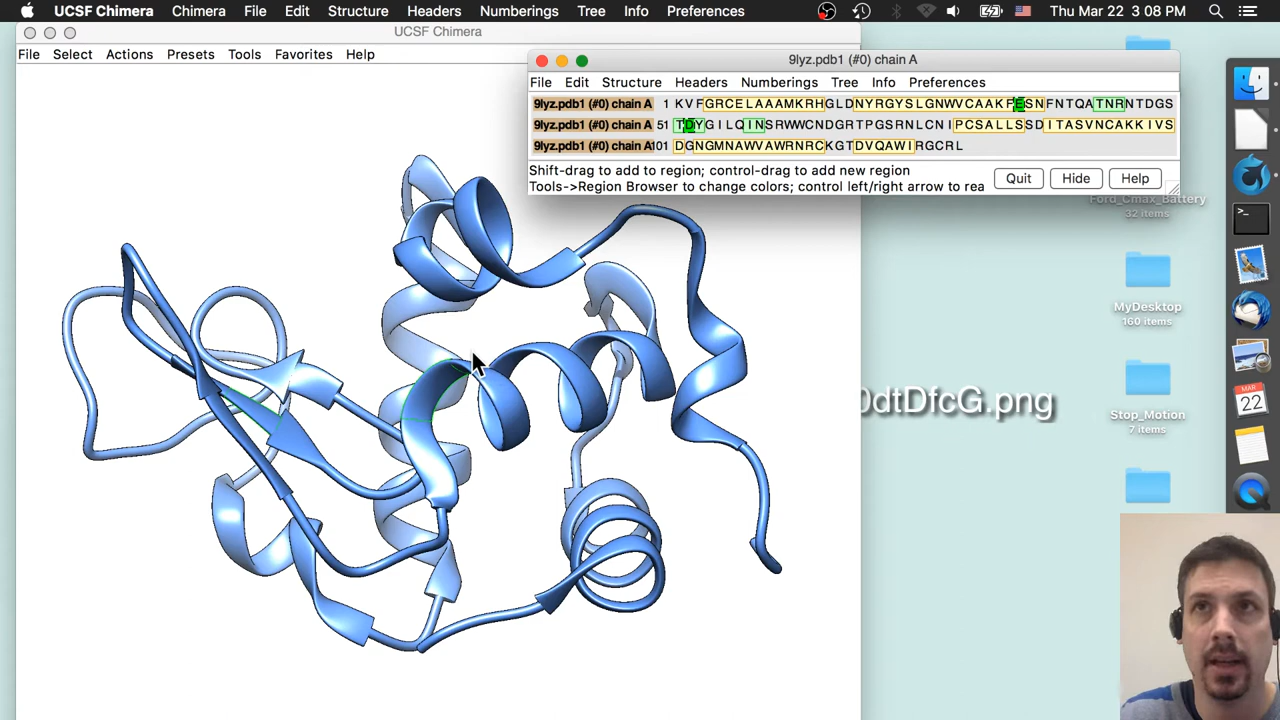 UCSF Chimera Chimera File Edit Structure Headers Numberings Tree Info Preferences Thu Mar 22 3:08 PM
UCSF Chimera
File Select Actions Presets Tools Favorites Help
9lyz.pdb1 (#0) chain A
File Edit Structure Headers Numberings Tree Info Preferences
9lyz.pdb1 (#0) chain A 1 KVFGRCELAAAMKRHGLDNYRGYSLGNWVCAAKFESNFNTQATNRNTDGS
9lyz.pdb1 (#0) chain A 51 TDYGILQINSRWWCNDGRTPGSRNLCNIPCSALLSSDITASVNCAKKIVS
9lyz.pdb1 (#0) chain A 101 DGNGMNAWVAWRNRCKGTDVQAWIRGCRL
Shift-drag to add to region; control-drag to add new region
Tools->Region Browser to change colors; control left/right arrow to rea
Quit Hide Help
Ford_Cmax_Battery
32 items
MyDesktop
160 items
0dtDfcG.png
Stop_Motion
7 items
MAR
22